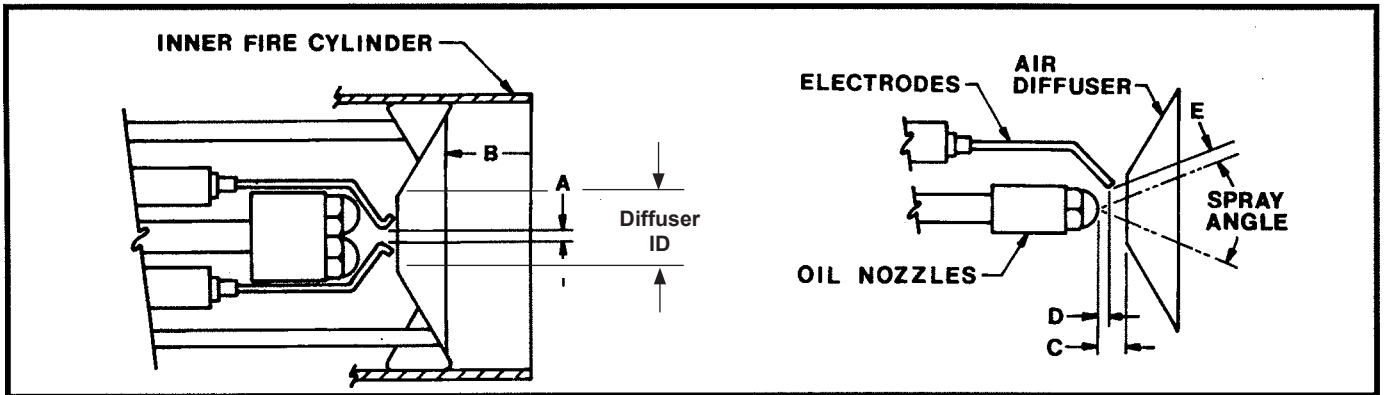 INNER FIRE CYLINDER
B
A
Diffuser
ID
ELECTRODES
AIR
DIFFUSER
E
SPRAY
ANGLE
OIL NOZZLES
D
C